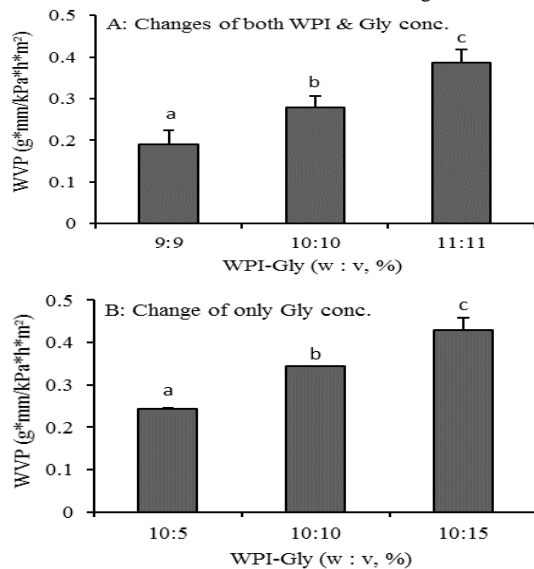 A: Changes of both WPI & Gly conc.
WVP (g*mm/kPa*h*m²)
0.5
0.4
0.3
0.2
0.1
0
a
b
c
9:9
10:10
11:11
WPI-Gly (w : v, %)
B: Change of only Gly conc.
WVP (g*mm/kPa*h*m²)
0.5
0.4
0.3
0.2
0.1
0
a
b
c
10:5
10:10
10:15
WPI-Gly (w : v, %)